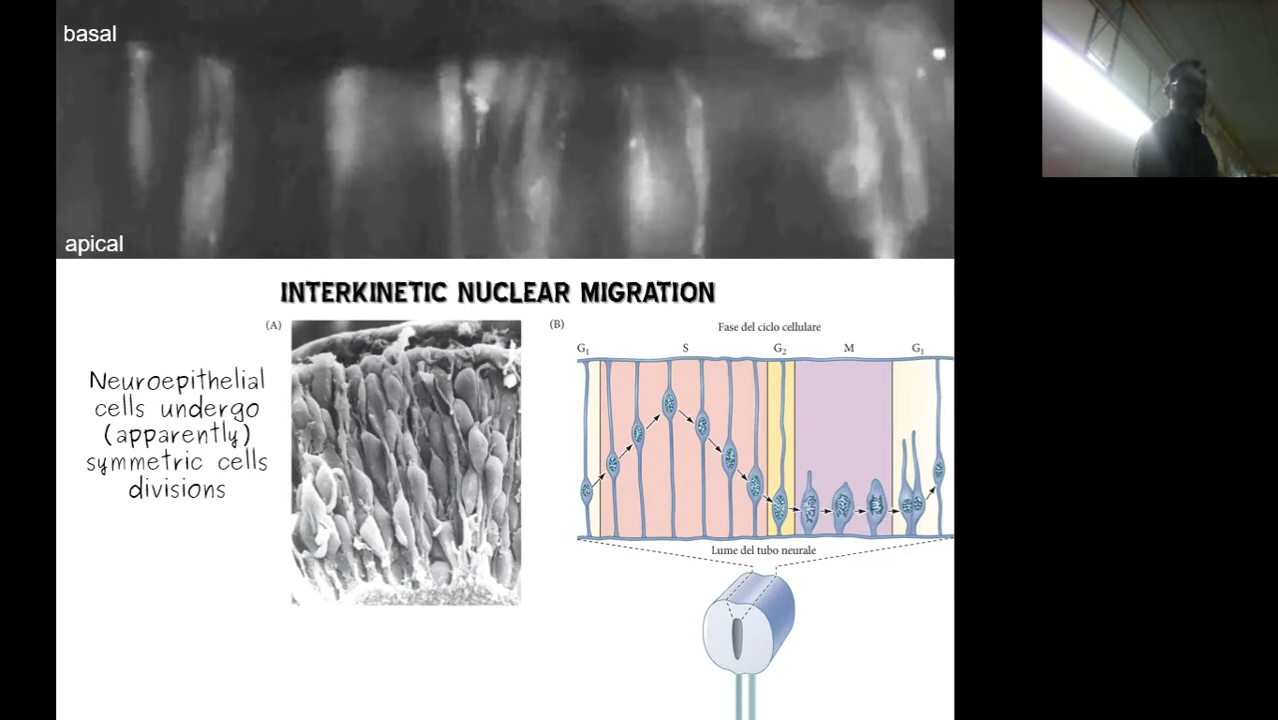 basal
apical
INTERKINETIC NUCLEAR MIGRATION
(A)
Neuroepithelial
cells undergo
(apparently)
symmetric cells
divisions
(B)
Fase del ciclo cellulare
G₁ S G₂ M G₁
Lume del tubo neurale